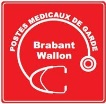 POSTES MEDICAUX DE GARDE
Brabant
Wallon